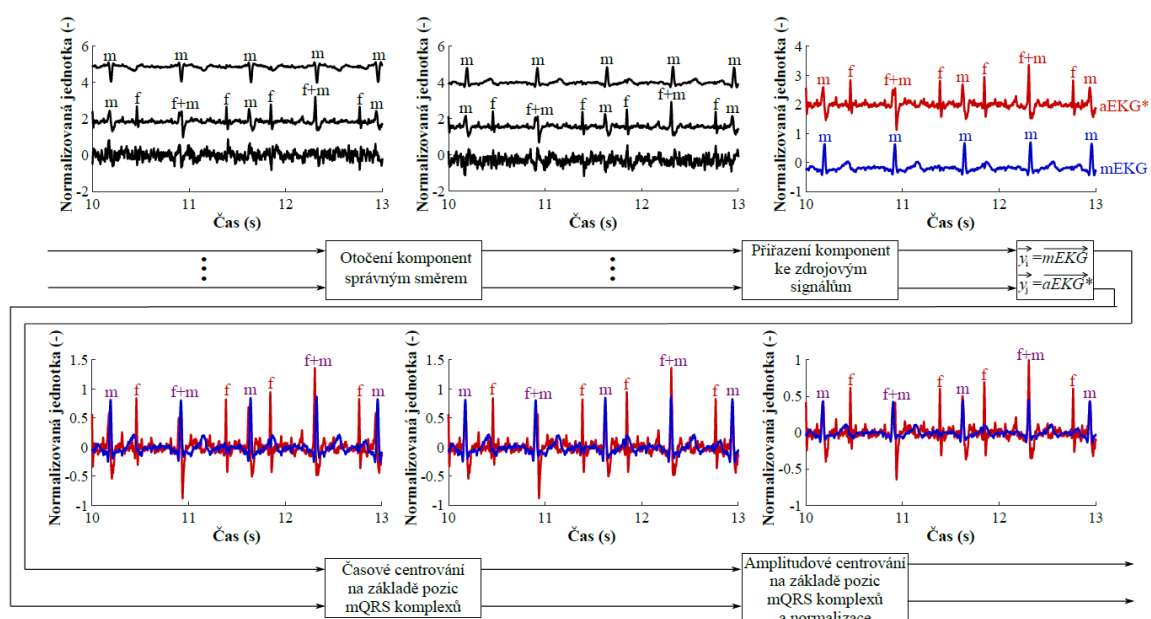 Normalizovaná jednotka (-)
6
4
2
0
-2
m m m m m
m f f+m f m f f+m f m
10 11 12 13
Čas (s)
Normalizovaná jednotka (-)
6
4
2
0
-2
m m m m m
m f f+m f m f f+m f m
10 11 12 13
Čas (s)
Normalizovaná jednotka (-)
4
3
2
1
0
-1
m f f+m f m f f+m f m
aEKG*
m m m m m
mEKG
10 11 12 13
Čas (s)
Otočení komponent
správným směrem
Přiřazení komponent
ke zdrojovým
signálům
yi=mEKG
yj=aEKG*
Normalizovaná jednotka (-)
1.5
1
0.5
0
-0.5
-1
m f f+m f m f f+m f m
10 11 12 13
Čas (s)
Normalizovaná jednotka (-)
1.5
1
0.5
0
-0.5
-1
m f f+m f m f f+m f m
10 11 12 13
Čas (s)
Normalizovaná jednotka (-)
1
0.5
0
-0.5
-1
m f f+m f m f f+m f m
10 11 12 13
Čas (s)
Časové centrování
na základě pozic
mQRS komplexů
Amplitudové centrování
na základě pozic
mQRS komplexů
a normalizace